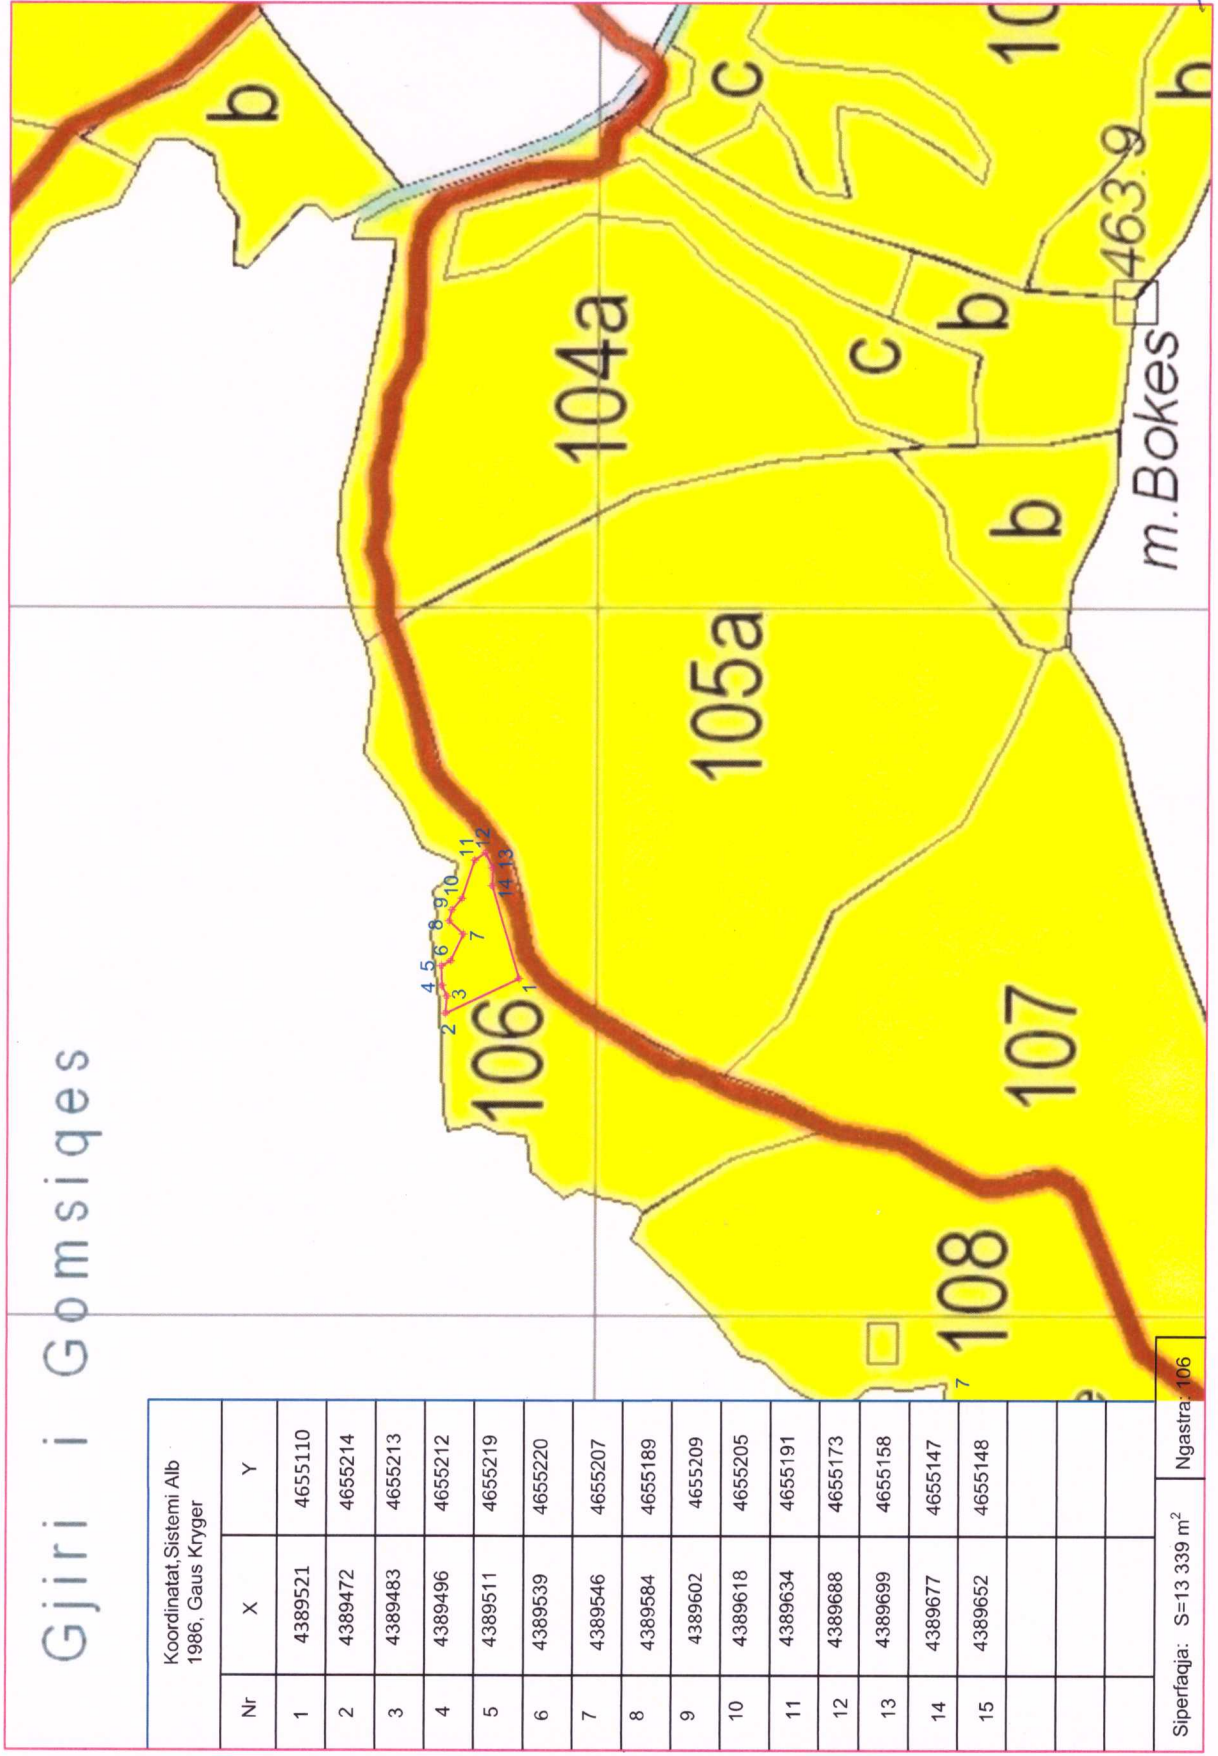 Gjiri i Gomsiqes
Koordinatat,Sistemi Alb
1986, Gaus Kryger
Nr X Y
1 4389521 4655110
2 4389472 4655214
3 4389483 4655213
4 4389496 4655212
5 4389511 4655219
6 4389539 4655220
7 4389546 4655207
8 4389584 4655189
9 4389602 4655209
10 4389618 4655205
11 4389634 4655191
12 4389688 4655173
13 4389699 4655158
14 4389677 4655147
15 4389652 4655148
Siperfaqja: S=13 339 m² Ngastra: 106
2
3
4
5
6
7
8
9
10
11
12
13
14
1
106
105a
104a
107
108
7
b
b
c
c
b
b
10
463.9
m.Bokes